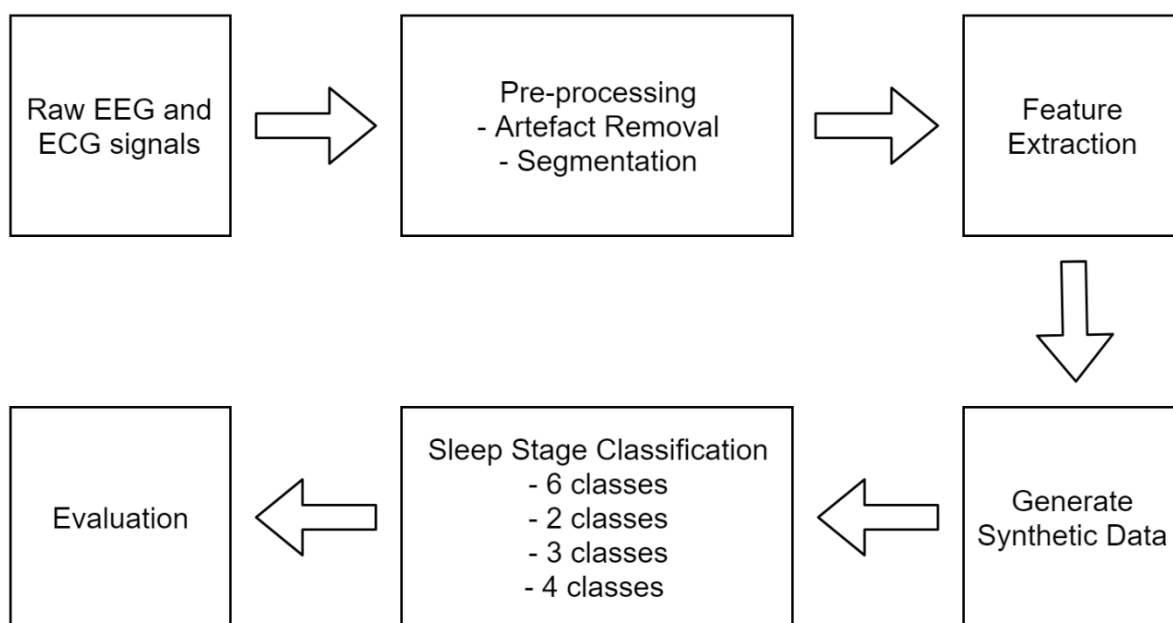 Raw EEG and
ECG signals
Pre-processing
- Artefact Removal
- Segmentation
Feature
Extraction
Evaluation
Sleep Stage Classification
- 6 classes
- 2 classes
- 3 classes
- 4 classes
Generate
Synthetic Data